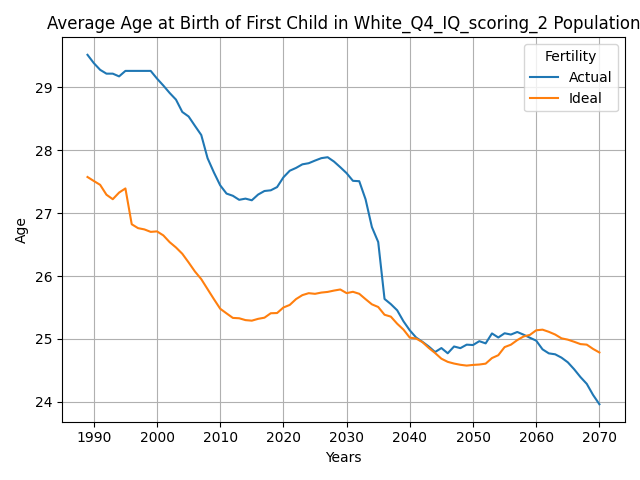 Average Age at Birth of First Child in White_Q4_IQ_scoring_2 Population
Fertility
Actual
Ideal
29
28
27
26
25
24
Age
1990 2000 2010 2020 2030 2040 2050 2060 2070
Years